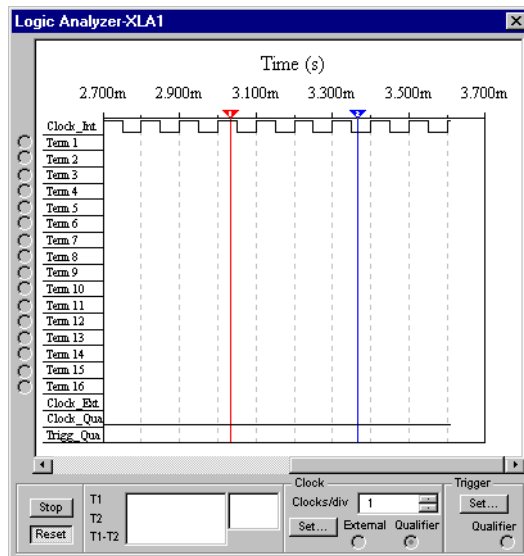 Logic Analyzer-XLA1
Time (s)
2.700m 2.900m 3.100m 3.300m 3.500m 3.700m
1 2
Clock_Int
Term 1
Term 2
Term 3
Term 4
Term 5
Term 6
Term 7
Term 8
Term 9
Term 10
Term 11
Term 12
Term 13
Term 14
Term 15
Term 16
Clock_Ext
Clock_Qua
Trigg_Qua
Stop
Reset
T1
T2
T1-T2
Clock
Clocks/div 1
Set... External Qualifier
Trigger
Set...
Qualifier